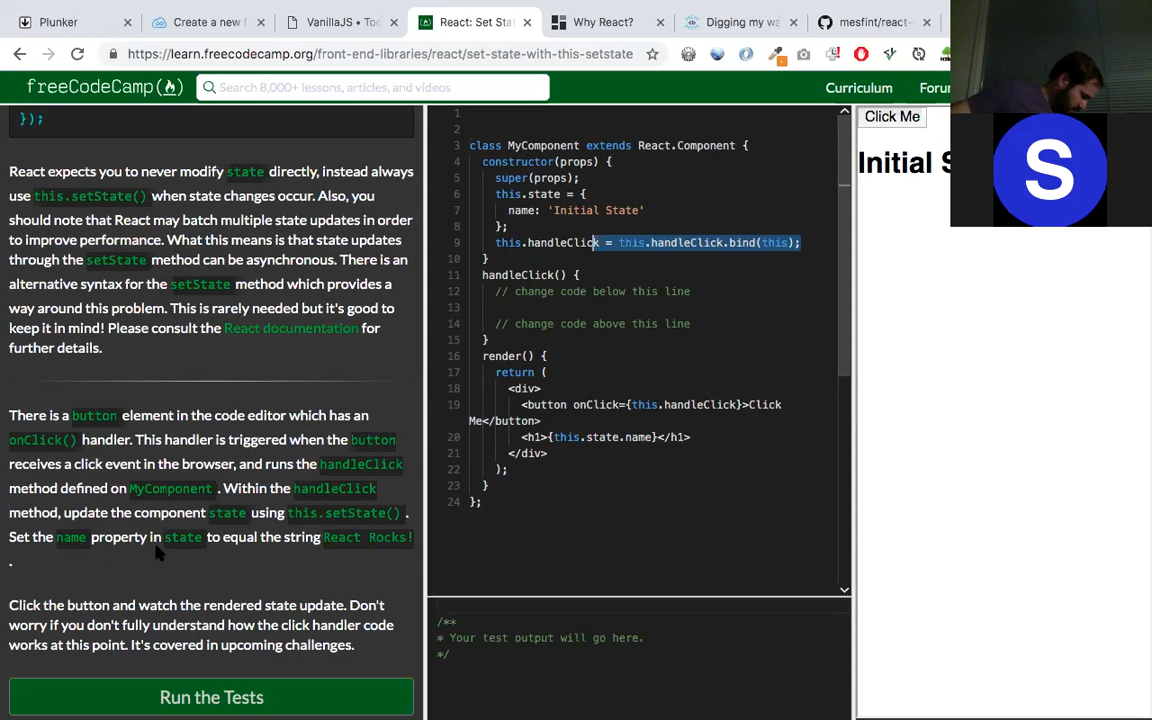 Plunker
Create a new f
VanillaJS • Too
React: Set Sta
Why React?
Digging my wa
mesfint/react-
https://learn.freecodecamp.org/front-end-libraries/react/set-state-with-this-setstate
freeCodeCamp
Search 8,000+ lessons, articles, and videos
Curriculum
Forum
});
React expects you to never modify state directly, instead always
use this.setState() when state changes occur. Also, you
should note that React may batch multiple state updates in order
to improve performance. What this means is that state updates
through the setState method can be asynchronous. There is an
alternative syntax for the setState method which provides a
way around this problem. This is rarely needed but it's good to
keep it in mind! Please consult the React documentation for
further details.
There is a button element in the code editor which has an
onClick() handler. This handler is triggered when the button
receives a click event in the browser, and runs the handleClick
method defined on MyComponent . Within the handleClick
method, update the component state using this.setState() .
Set the name property in state to equal the string React Rocks!
.
Click the button and watch the rendered state update. Don't
worry if you don't fully understand how the click handler code
works at this point. It's covered in upcoming challenges.
Run the Tests
1
2
3 class MyComponent extends React.Component {
4 constructor(props) {
5 super(props);
6 this.state = {
7 name: 'Initial State'
8 };
9 this.handleClick = this.handleClick.bind(this);
10 }
11 handleClick() {
12 // change code below this line
13
14 // change code above this line
15 }
16 render() {
17 return (
18 <div>
19 <button onClick={this.handleClick}>Click
Me</button>
20 <h1>{this.state.name}</h1>
21 </div>
22 );
23 }
24 };
/**
* Your test output will go here.
*/
Click Me
Initial S
S